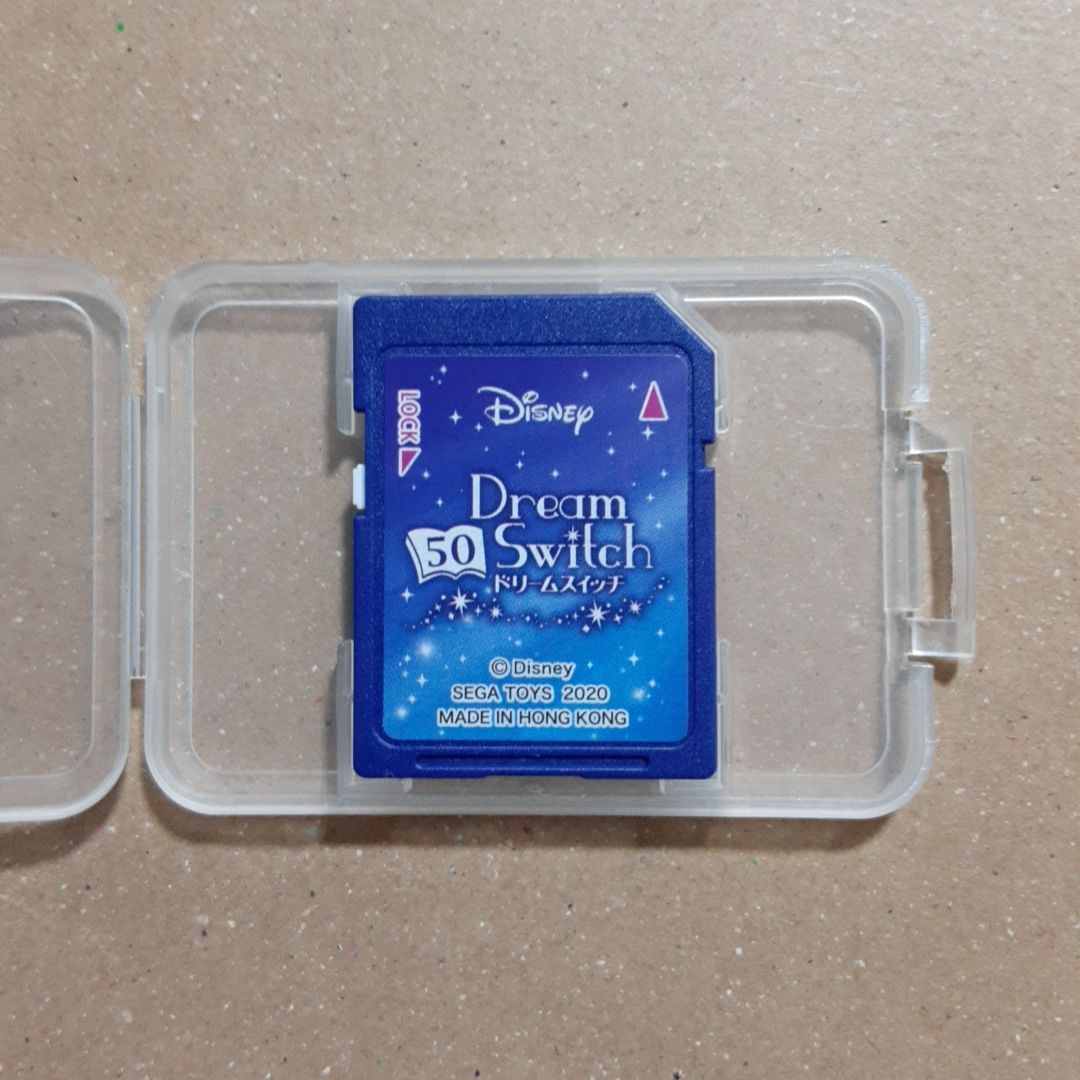 Disney
LOCK
Dream
50 Switch
ドリームスイッチ
© Disney
SEGA TOYS 2020
MADE IN HONG KONG